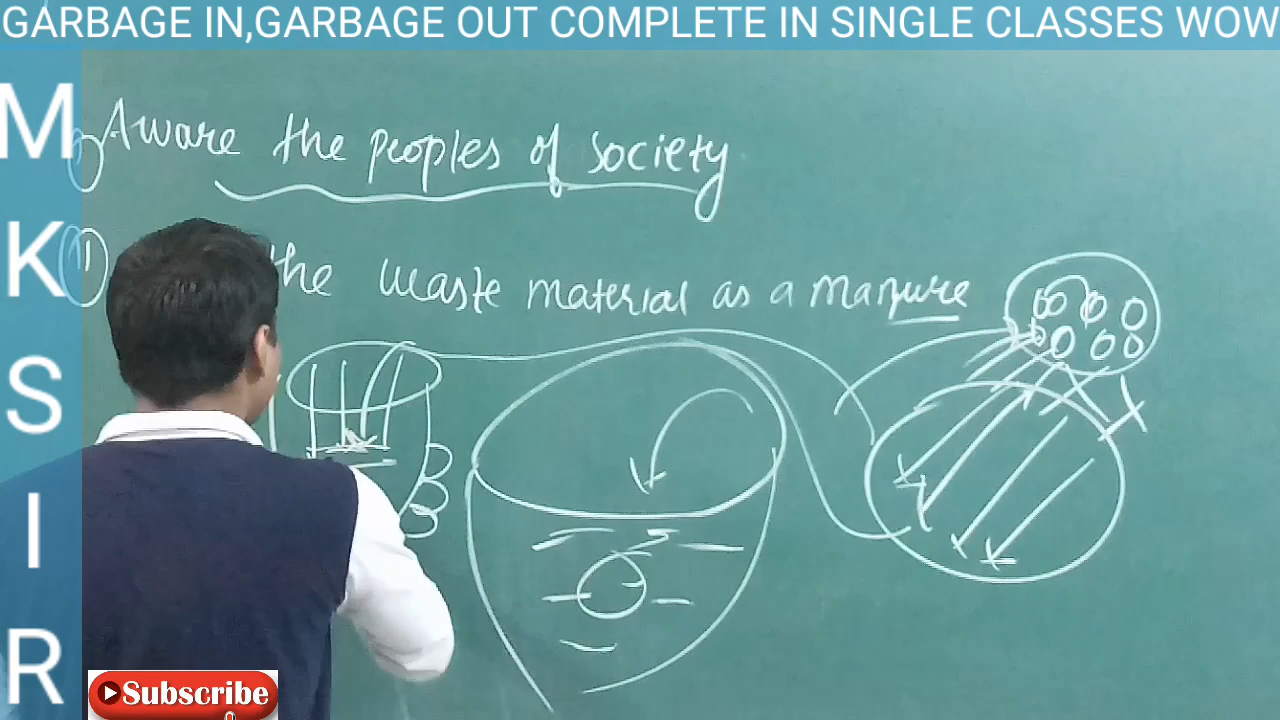 GARBAGE IN,GARBAGE OUT COMPLETE IN SINGLE CLASSES WOW
M
K
S
I
R
Aware the peoples of society
the waste material as a manure
Subscribe